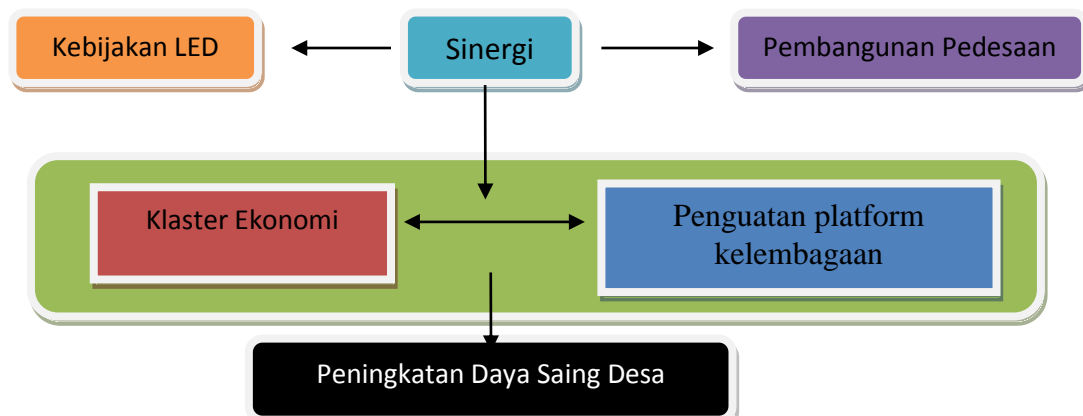 Kebijakan LED
Sinergi
Pembangunan Pedesaan
Klaster Ekonomi
Penguatan platform
kelembagaan
Peningkatan Daya Saing Desa